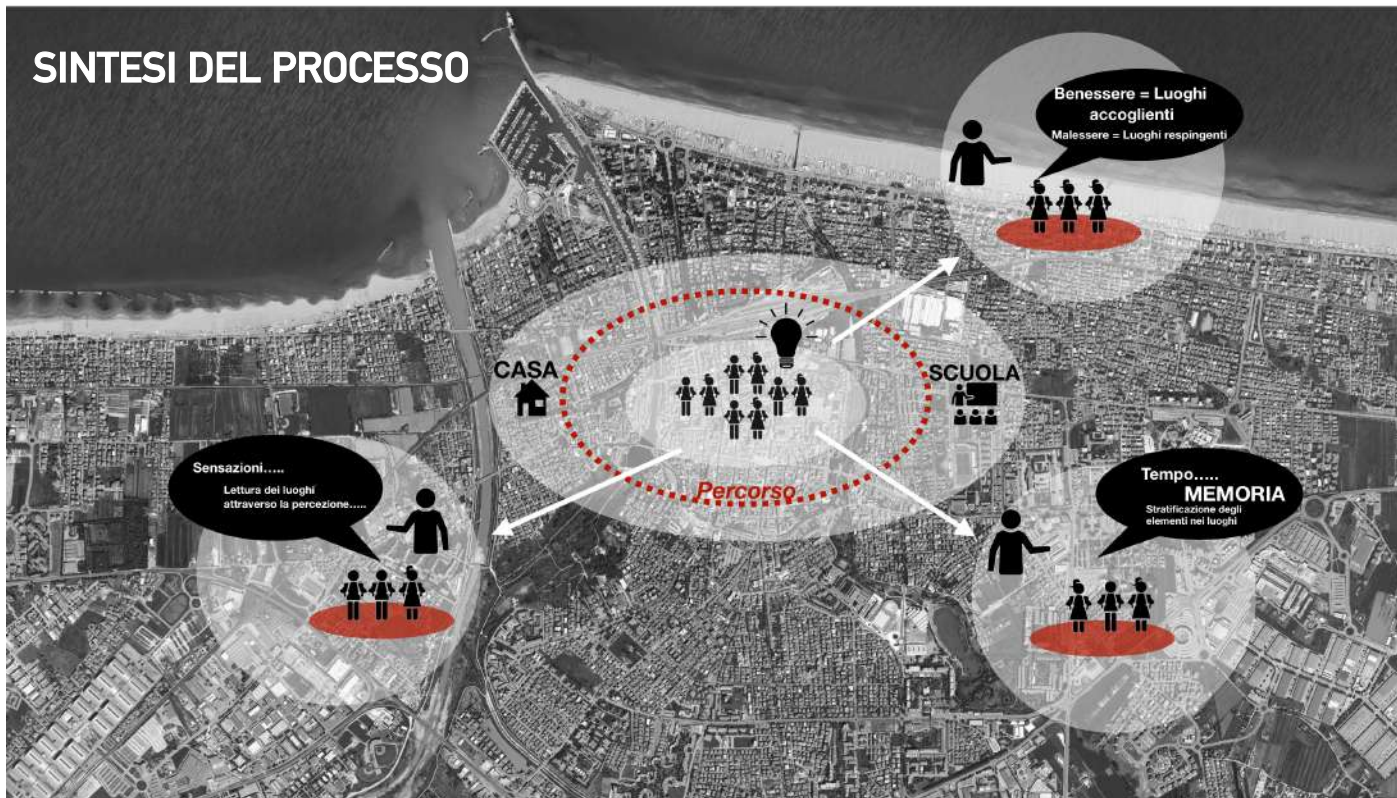 SINTESI DEL PROCESSO
Benessere = Luoghi
accoglienti
Malessere = Luoghi respingenti
CASA
SCUOLA
Percorso
Sensazioni.....
Lettura dei luoghi
attraverso la percezione.....
Tempo.....
MEMORIA
Stratificazione degli
elementi nei luoghi